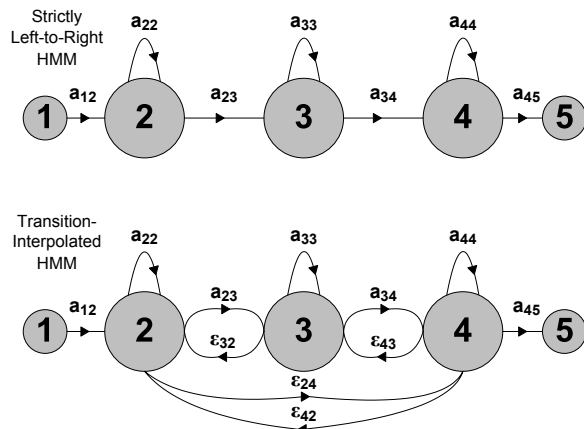 Strictly
Left-to-Right
HMM
a22 a33 a44
a12 a23 a34 a45
1 2 3 4 5
Transition-
Interpolated
HMM
a22 a33 a44
a12 a23 a34 a45
1 2 3 4 5
ε32 ε43
ε24
ε42